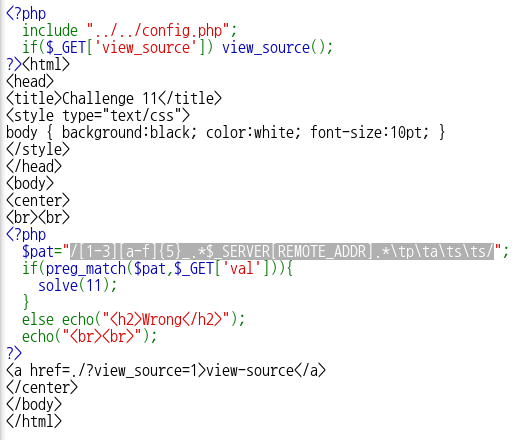 <?php
include "../../config.php";
if($_GET['view_source']) view_source();
?><html>
<head>
<title>Challenge 11</title>
<style type="text/css">
body { background:black; color:white; font-size:10pt; }
</style>
</head>
<body>
<center>
<br><br>
<?php
$pat="/[1-3][a-f]{5}_.*$_SERVER[REMOTE_ADDR].*\tp\ta\ts\ts/";
if(preg_match($pat,$_GET['val'])){
solve(11);
}
else echo("<h2>Wrong</h2>");
echo("<br><br>");
?>
<a href=./?view_source=1>view-source</a>
</center>
</body>
</html>